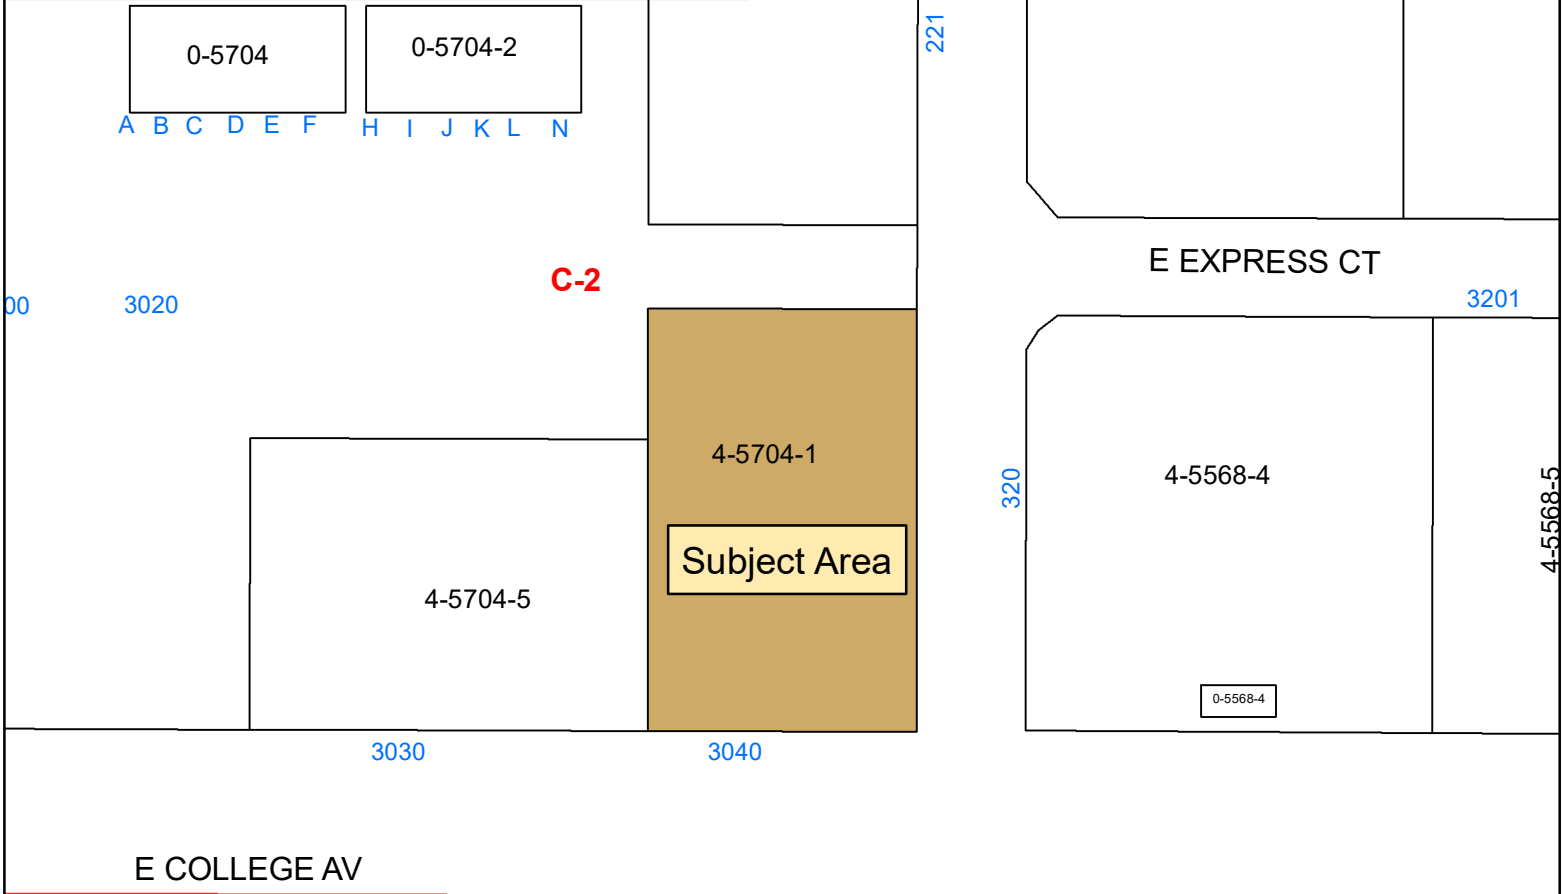 221
0-5704
0-5704-2
A B C D E F H I J K L N
E EXPRESS CT
C-2
00
3020
3201
4-5704-1
4-5568-4
320
4-5568-5
Subject Area
4-5704-5
0-5568-4
3030
3040
E COLLEGE AV